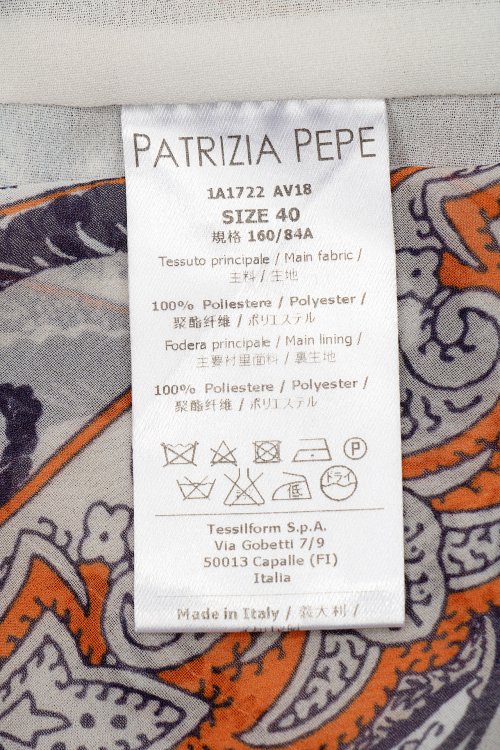 PATRIZIA PEPE
1A1722 AV18
SIZE 40
规格 160/84A
Tessuto principale / Main fabric /
主料 / 生地
100% Poliestere / Polyester /
聚酯纤维 / ポリエステル
Fodera principale / Main lining /
主要衬里面料 / 裏生地
100% Poliestere / Polyester /
聚酯纤维 / ポリエステル
P
低 ドライ
Tessilform S.p.A.
Via Gobetti 7/9
50013 Capalle (FI)
Italia
Made in Italy / 義大利 /